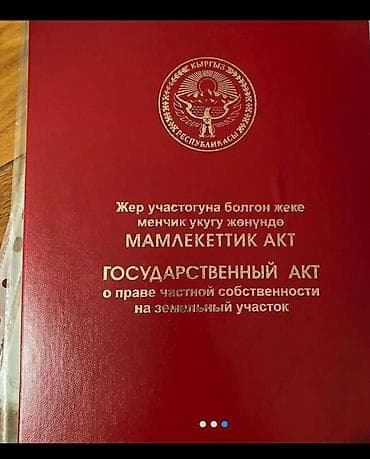 КЫРГЫЗ
РЕСПУБЛИКАСЫ
Жер участогуна болгон жеке
менчик укугу жөнүндө
МАМЛЕКЕТТИК АКТ
ГОСУДАРСТВЕННЫЙ АКТ
о праве частной собственности
на земельный участок